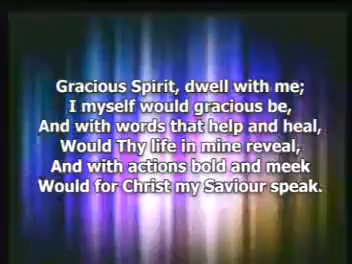 Gracious Spirit, dwell with me;
I myself would gracious be,
And with words that help and heal,
Would Thy life in mine reveal,
And with actions bold and meek
Would for Christ my Saviour speak.